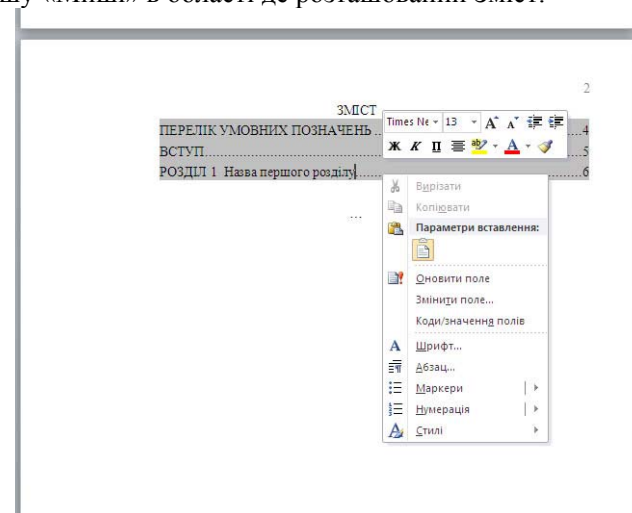 шу «Миші» в області де розташований Зміст.
2
ЗМІСТ
ПЕРЕЛІК УМОВНИХ ПОЗНАЧЕНЬ ...4
ВСТУП...5
РОЗДІЛ 1 Назва першого розділу...6
...
Times Ne 13 A A
Ж К П ab A
Вирізати
Копіювати
Параметри вставлення:
Оновити поле
Змінити поле...
Коди/значення полів
Шрифт...
Абзац...
Маркери
Нумерація
Стилі